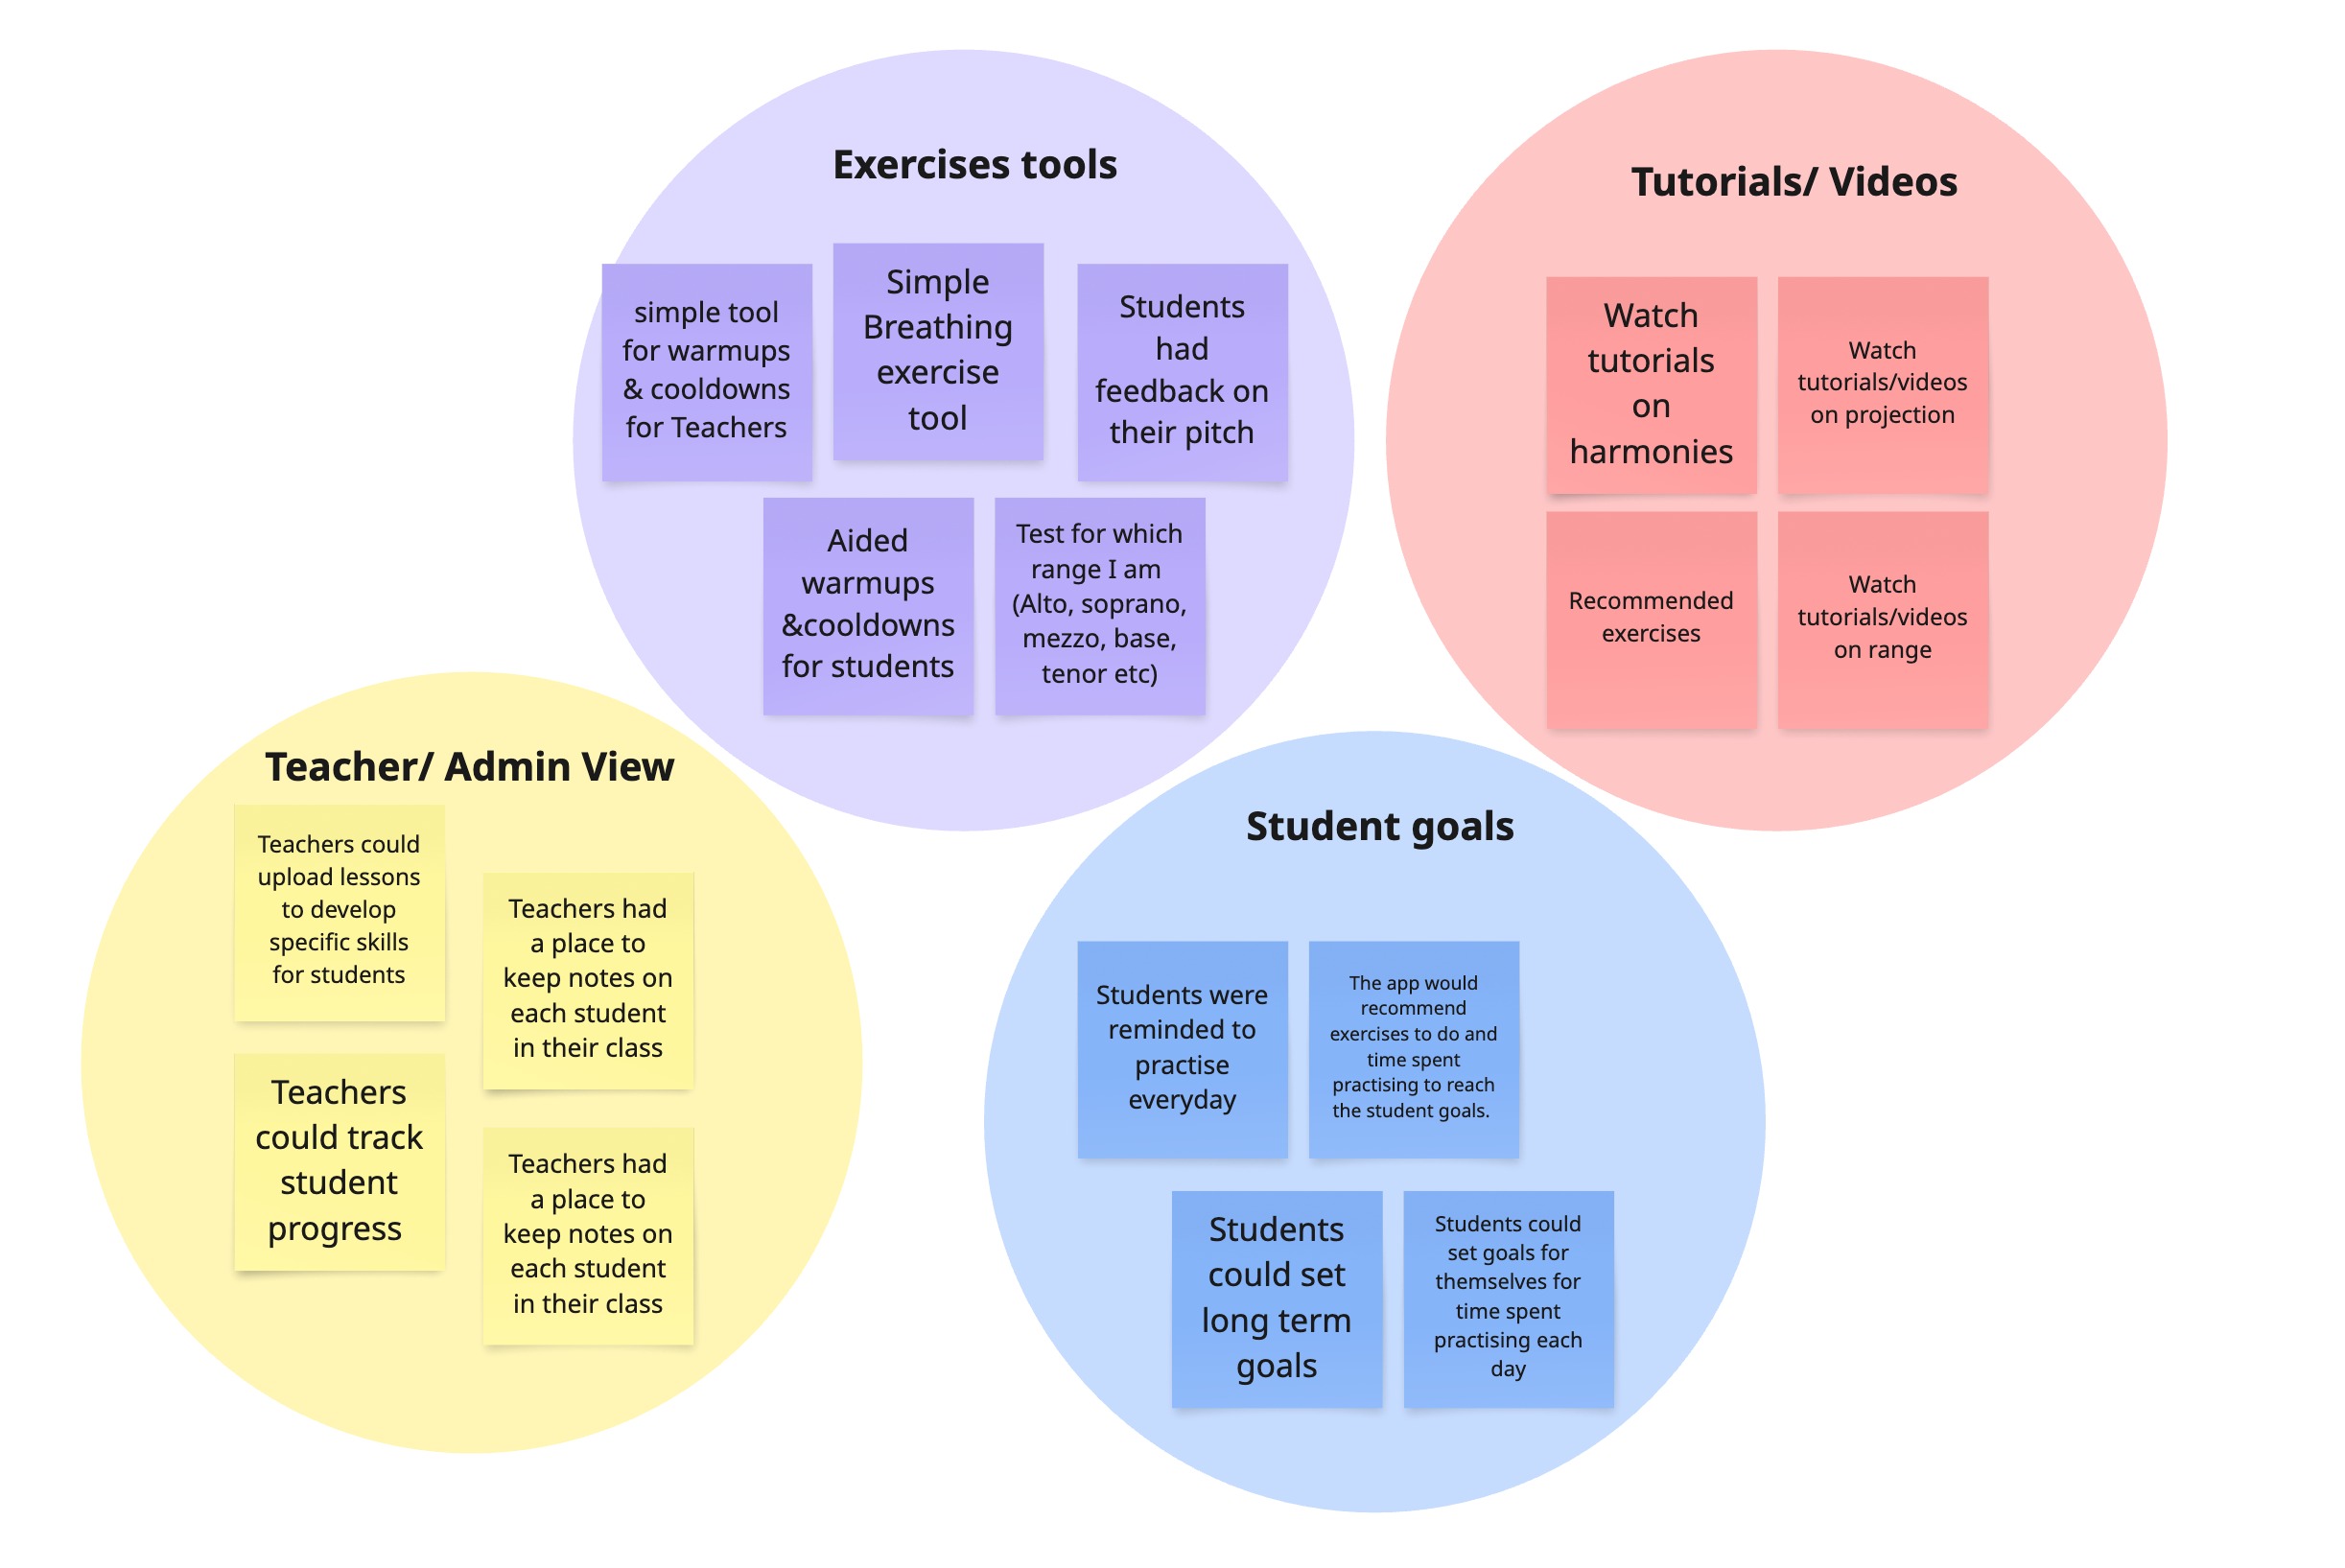 Exercises tools
simple tool
for warmups
& cooldowns
for Teachers
Simple
Breathing
exercise
tool
Students
had
feedback on
their pitch
Aided
warmups
&cooldowns
for students
Test for which
range I am
(Alto, soprano,
mezzo, base,
tenor etc)
Tutorials/ Videos
Watch
tutorials
on
harmonies
Watch
tutorials/videos
on projection
Recommended
exercises
Watch
tutorials/videos
on range
Teacher/ Admin View
Teachers could
upload lessons
to develop
specific skills
for students
Teachers had
a place to
keep notes on
each student
in their class
Teachers
could track
student
progress
Teachers had
a place to
keep notes on
each student
in their class
Student goals
Students were
reminded to
practise
everyday
The app would
recommend
exercises to do and
time spent
practising to reach
the student goals.
Students
could set
long term
goals
Students could
set goals for
themselves for
time spent
practising each
day